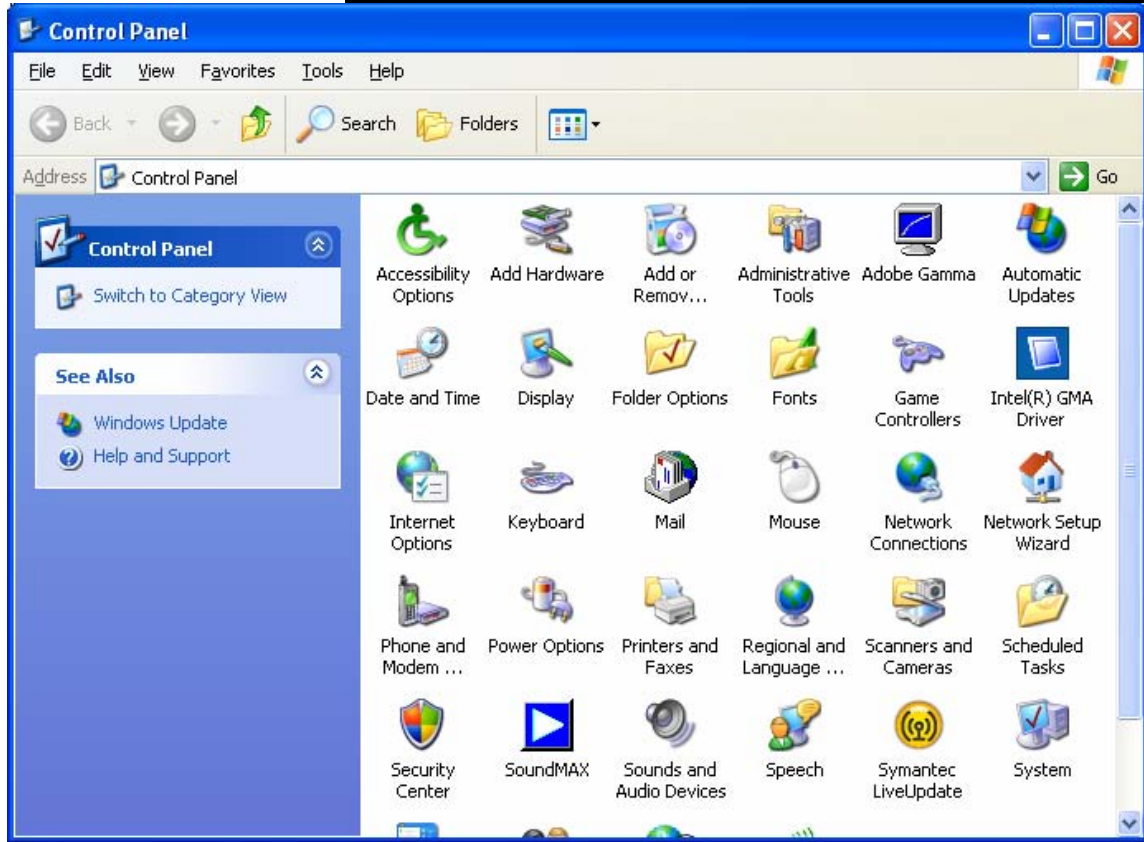 Control Panel
File Edit View Favorites Tools Help
Back Search Folders
Address Control Panel Go
Control Panel
Switch to Category View
See Also
Windows Update
Help and Support
Accessibility Options
Add Hardware
Add or Remov...
Administrative Tools
Adobe Gamma
Automatic Updates
Date and Time
Display
Folder Options
Fonts
Game Controllers
Intel(R) GMA Driver
Internet Options
Keyboard
Mail
Mouse
Network Connections
Network Setup Wizard
Phone and Modem ...
Power Options
Printers and Faxes
Regional and Language ...
Scanners and Cameras
Scheduled Tasks
Security Center
SoundMAX
Sounds and Audio Devices
Speech
Symantec LiveUpdate
System